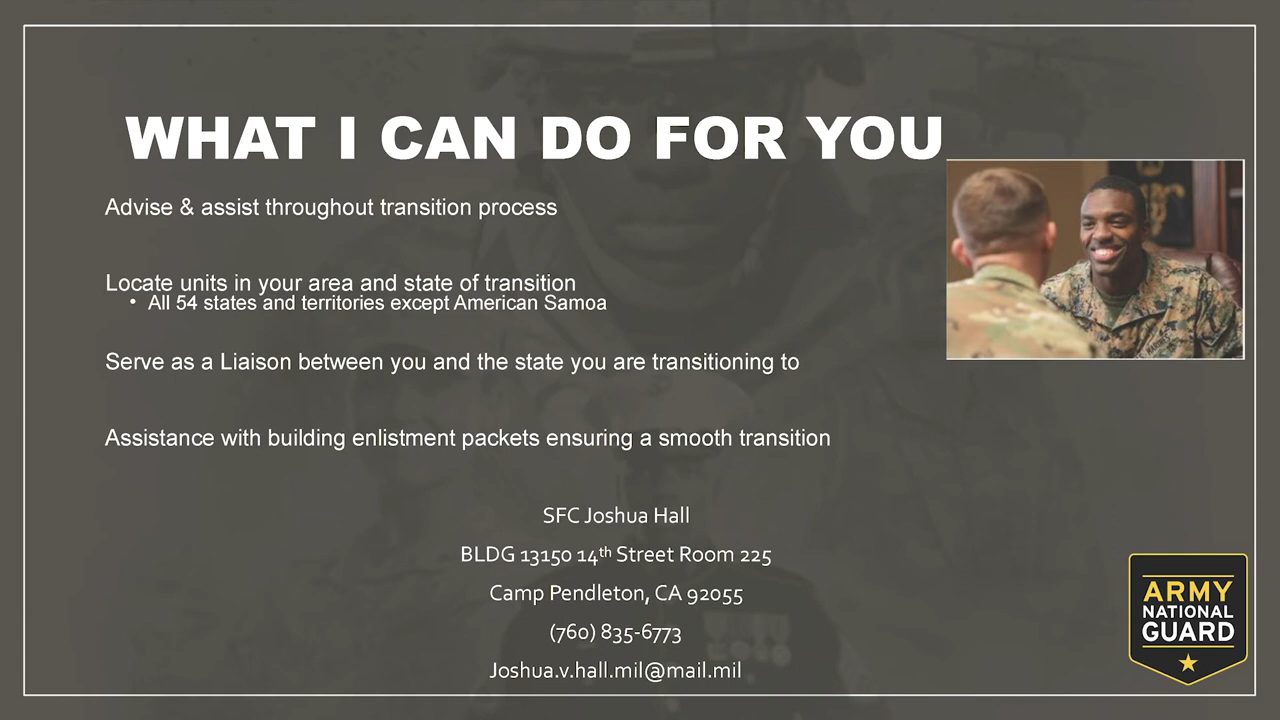 WHAT I CAN DO FOR YOU
Advise & assist throughout transition process
Locate units in your area and state of transition
• All 54 states and territories except American Samoa
Serve as a Liaison between you and the state you are transitioning to
Assistance with building enlistment packets ensuring a smooth transition
SFC Joshua Hall
BLDG 13150 14th Street Room 225
Camp Pendleton, CA 92055
(760) 835-6773
Joshua.v.hall.mil@mail.mil
ARMY
NATIONAL
GUARD